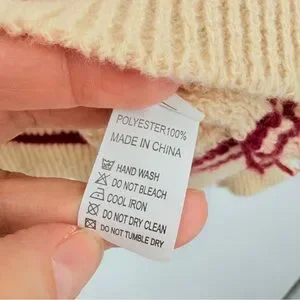 POLYESTER100%
MADE IN CHINA
HAND WASH
DO NOT BLEACH
COOL IRON
DO NOT DRY CLEAN
DO NOT TUMBLE DRY